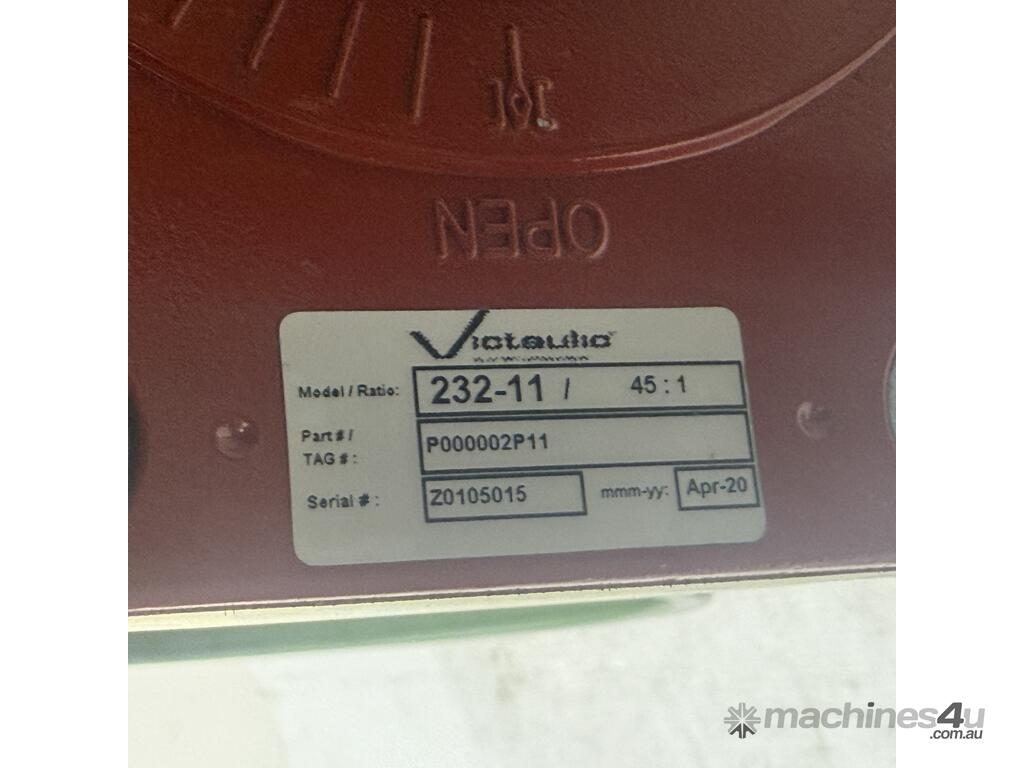 OPEN
Victaulic
Model / Ratio: 232-11 / 45 : 1
Part # / P000002P11
TAG # :
Serial # : Z0105015 mmm-yy: Apr-20
machines4u
.com.au